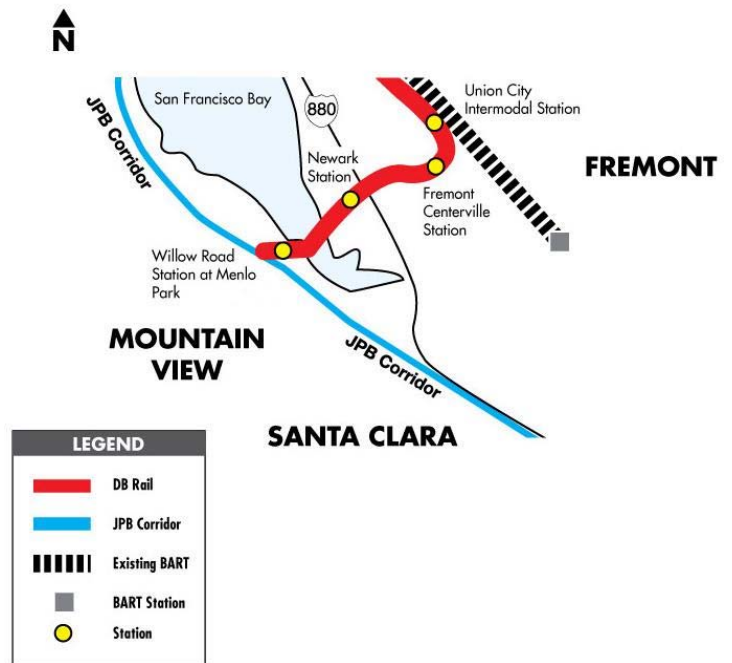 N
San Francisco Bay
880
Union City
Intermodal Station
JPB Corridor
Newark
Station
FREMONT
Fremont
Centerville
Station
Willow Road
Station at Menlo
Park
MOUNTAIN
VIEW
JPB Corridor
SANTA CLARA
LEGEND
DB Rail
JPB Corridor
Existing BART
BART Station
Station